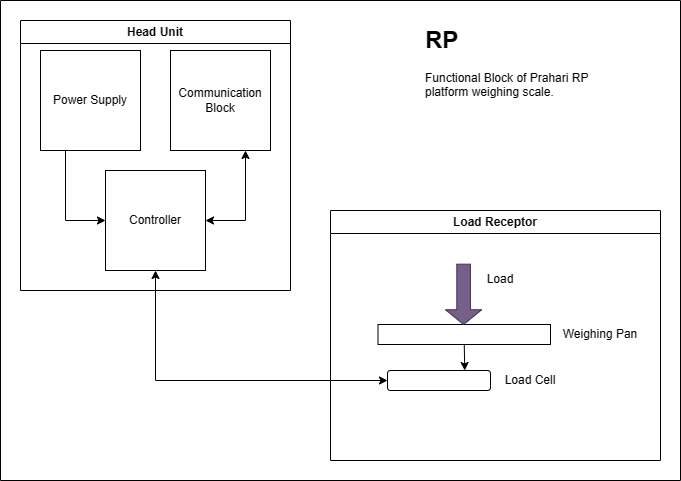 Head Unit
RP
Power Supply
Communication
Block
Functional Block of Prahari RP
platform weighing scale.
Controller
Load Receptor
Load
Weighing Pan
Load Cell